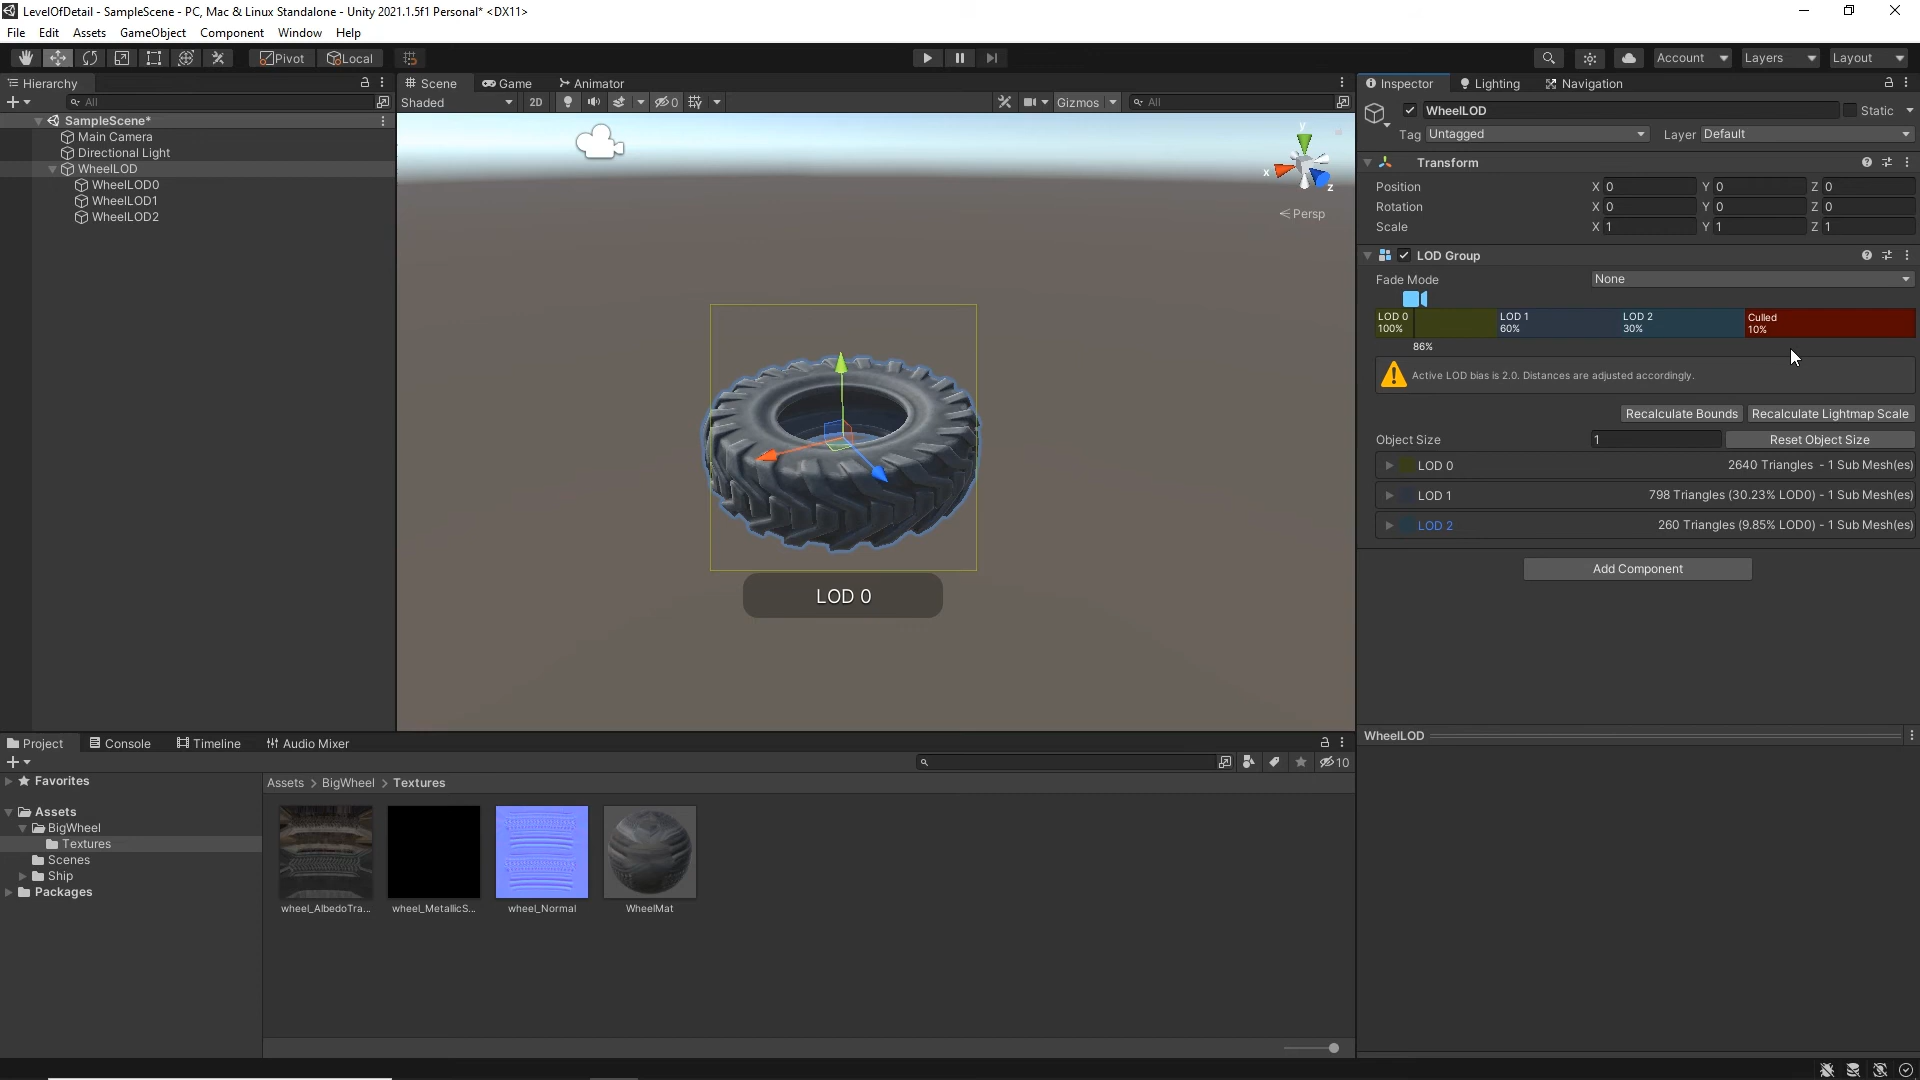 LevelOfDetail - SampleScene - PC, Mac & Linux Standalone - Unity 2021.1.5f1 Personal* <DX11>
File Edit Assets GameObject Component Window Help
Pivot Local Account Layers Layout
Hierarchy
All
SampleScene*
Main Camera
Directional Light
WheelLOD
WheelLOD0
WheelLOD1
WheelLOD2
Scene Game Animator
Shaded 2D 0 Gizmos All
y
x
z
Persp
LOD 0
Inspector Lighting Navigation
WheelLOD Static
Tag Untagged Layer Default
Transform
Position X 0 Y 0 Z 0
Rotation X 0 Y 0 Z 0
Scale X 1 Y 1 Z 1
LOD Group
Fade Mode None
LOD 0 LOD 1 LOD 2 Culled
100% 60% 30% 10%
86%
Active LOD bias is 2.0. Distances are adjusted accordingly.
Recalculate Bounds Recalculate Lightmap Scale
Object Size 1 Reset Object Size
LOD 0 2640 Triangles - 1 Sub Mesh(es)
LOD 1 798 Triangles (30.23% LOD0) - 1 Sub Mesh(es)
LOD 2 260 Triangles (9.85% LOD0) - 1 Sub Mesh(es)
Add Component
WheelLOD
Project Console Timeline Audio Mixer
10
Favorites
Assets
BigWheel
Textures
Scenes
Ship
Packages
Assets > BigWheel > Textures
wheel_AlbedoTra... wheel_MetallicS... wheel_Normal WheelMat